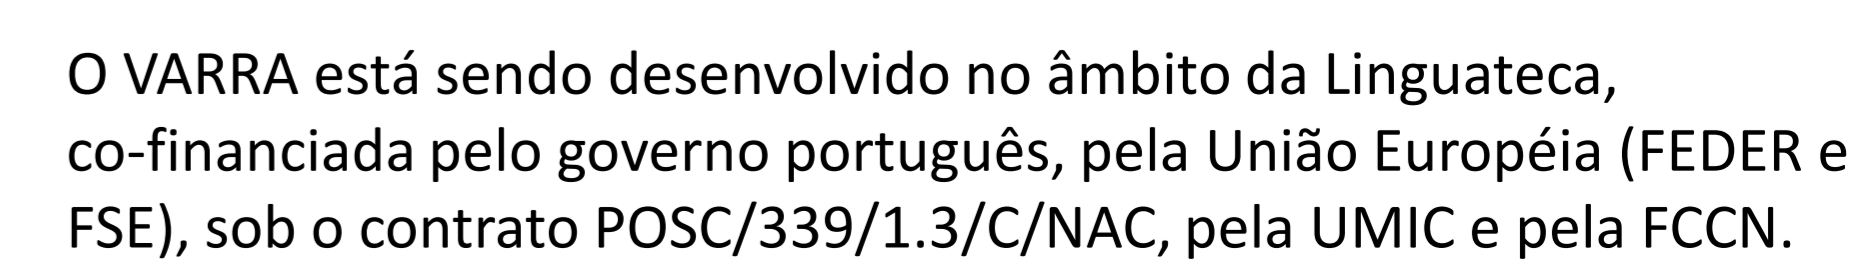 O VARRA está sendo desenvolvido no âmbito da Linguateca,
co-financiada pelo governo português, pela União Européia (FEDER e
FSE), sob o contrato POSC/339/1.3/C/NAC, pela UMIC e pela FCCN.